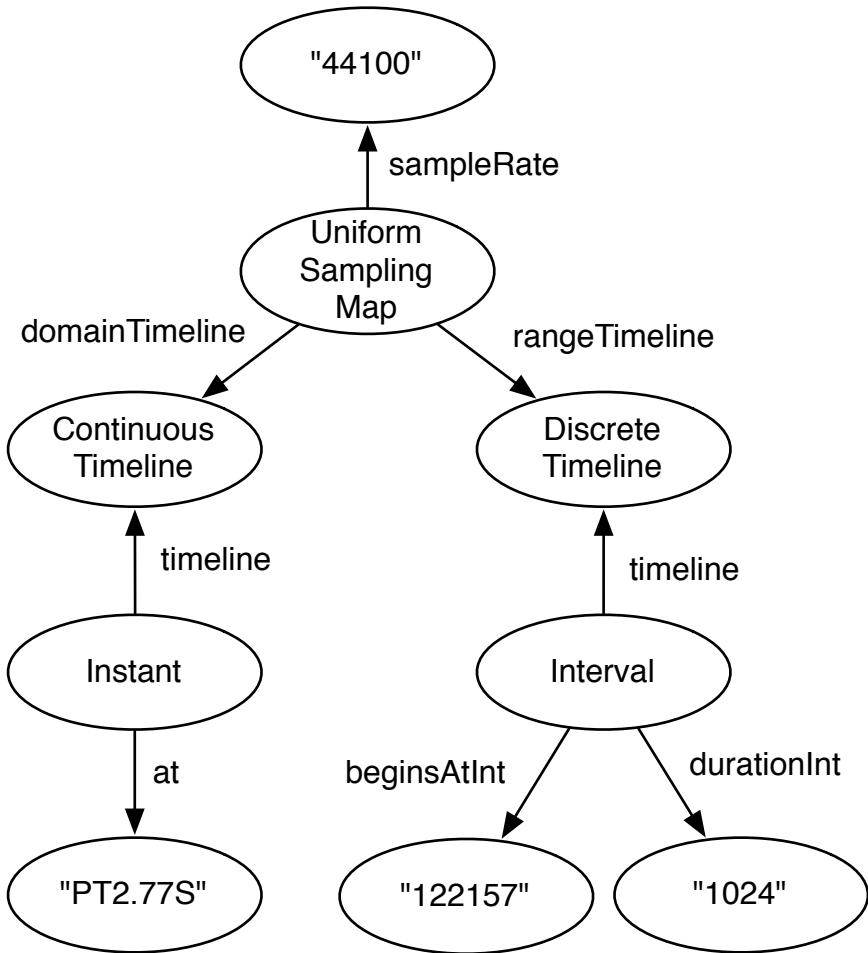 "44100"
sampleRate
Uniform
Sampling
Map
domainTimeline
rangeTimeline
Continuous
Timeline
Discrete
Timeline
timeline
timeline
Instant
Interval
at
beginsAtInt
durationInt
"PT2.77S"
"122157"
"1024"